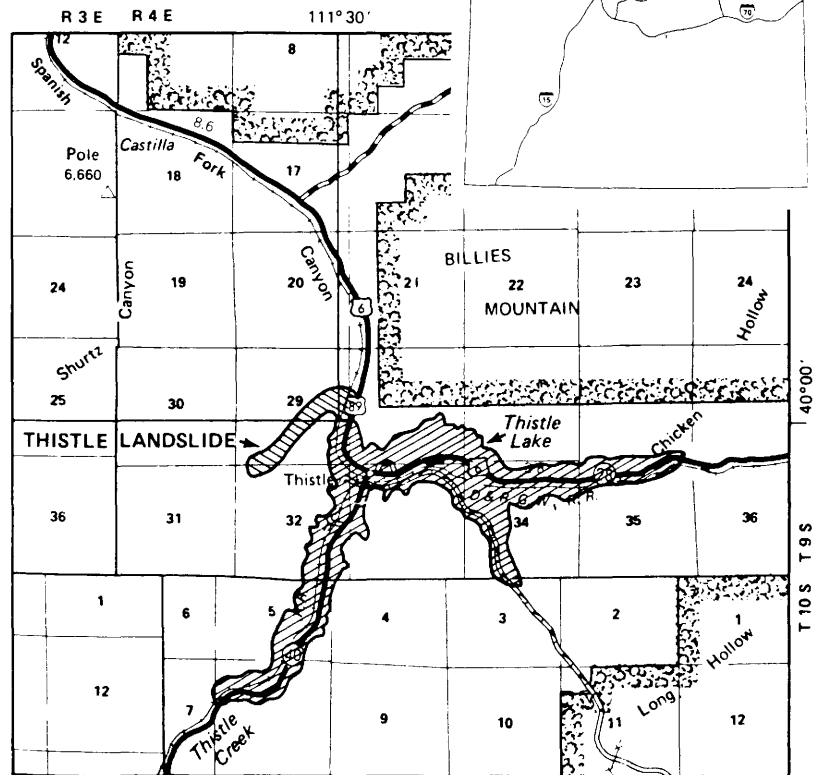 R 3 E R 4 E 111° 30′
70
15
12
8
Spanish
8.6
Castilla
Fork
Pole
6,660
18
17
24
Canyon
19
20
Canyon
21
BILLIES
22
23
24
MOUNTAIN
Hollow
6
Shurtz
25
30
29
89
40° 00′
THISTLE LANDSLIDE
Thistle
Lake
Chicken
Thistle
6
D & R G W R.R.
36
31
32
34
35
36
T 9 S
T 10 S
1
6
5
4
3
2
1
Hollow
12
7
9
10
Long
11
12
Thistle
Creek